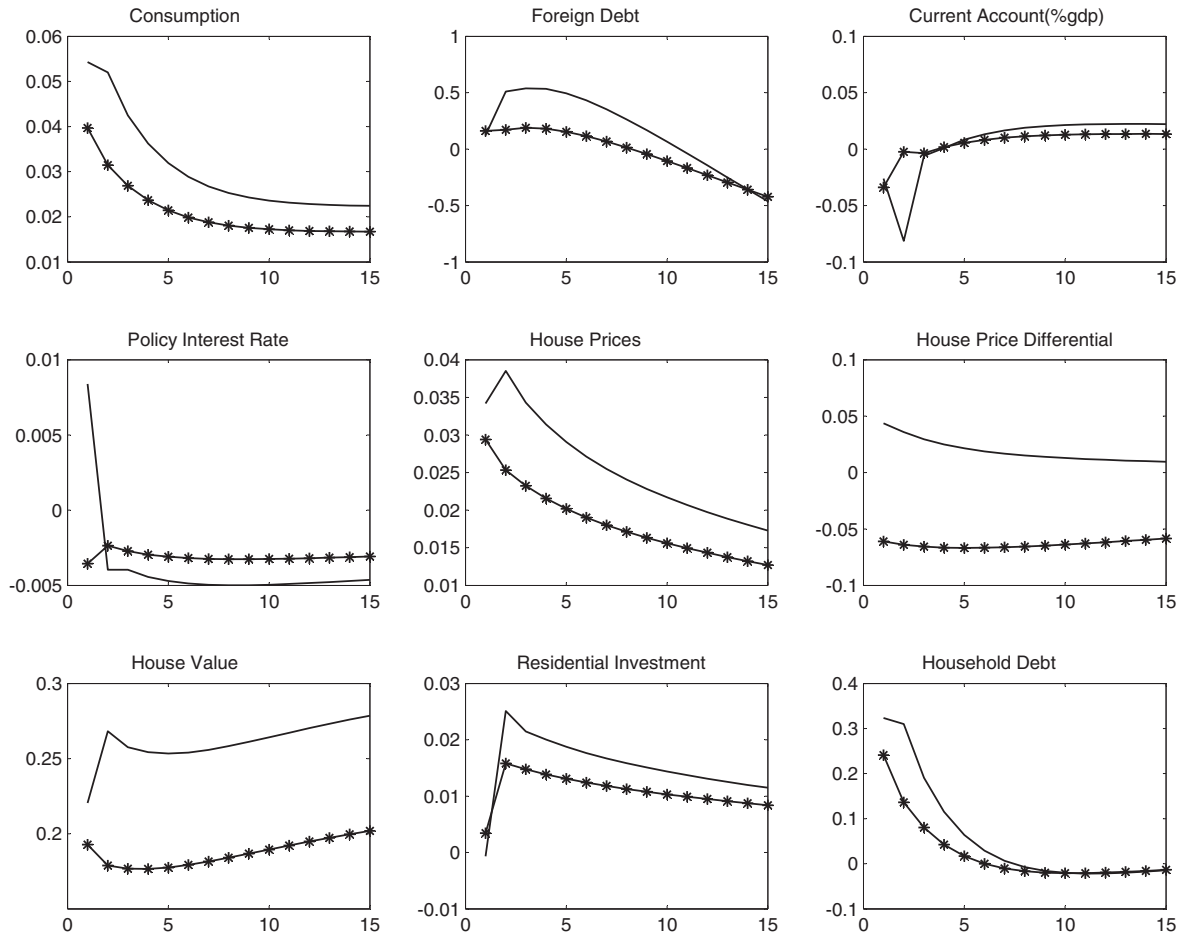 Consumption
0.06
0.05
0.04
0.03
0.02
0.01
0 5 10 15
Foreign Debt
1
0.5
0
-0.5
-1
0 5 10 15
Current Account(%gdp)
0.1
0.05
0
-0.05
-0.1
0 5 10 15
Policy Interest Rate
0.01
0.005
0
-0.005
0 5 10 15
House Prices
0.04
0.035
0.03
0.025
0.02
0.015
0.01
0 5 10 15
House Price Differential
0.1
0.05
0
-0.05
-0.1
0 5 10 15
House Value
0.3
0.25
0.2
0 5 10 15
Residential Investment
0.03
0.02
0.01
0
-0.01
0 5 10 15
Household Debt
0.4
0.3
0.2
0.1
0
-0.1
0 5 10 15